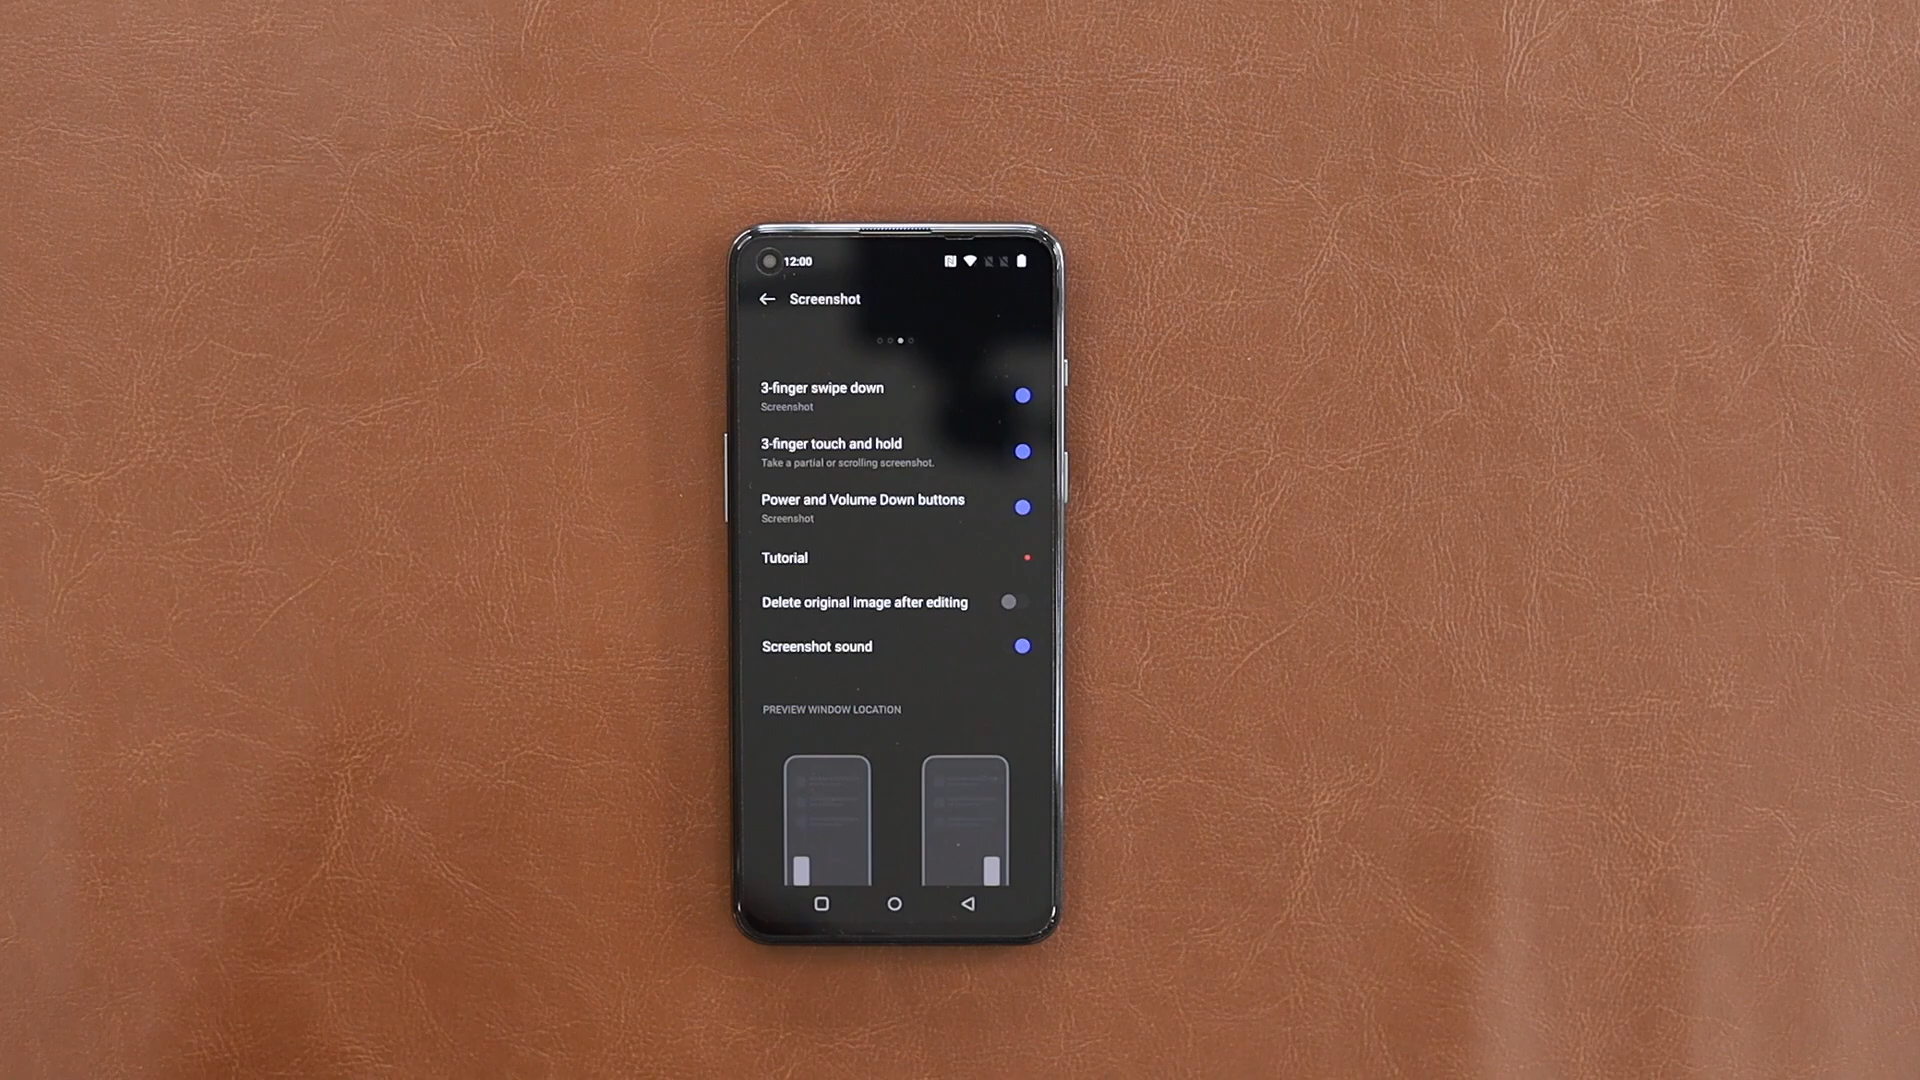 12:00
Screenshot
3-finger swipe down
Screenshot
3-finger touch and hold
Take a partial or scrolling screenshot.
Power and Volume Down buttons
Screenshot
Tutorial
Delete original image after editing
Screenshot sound
PREVIEW WINDOW LOCATION